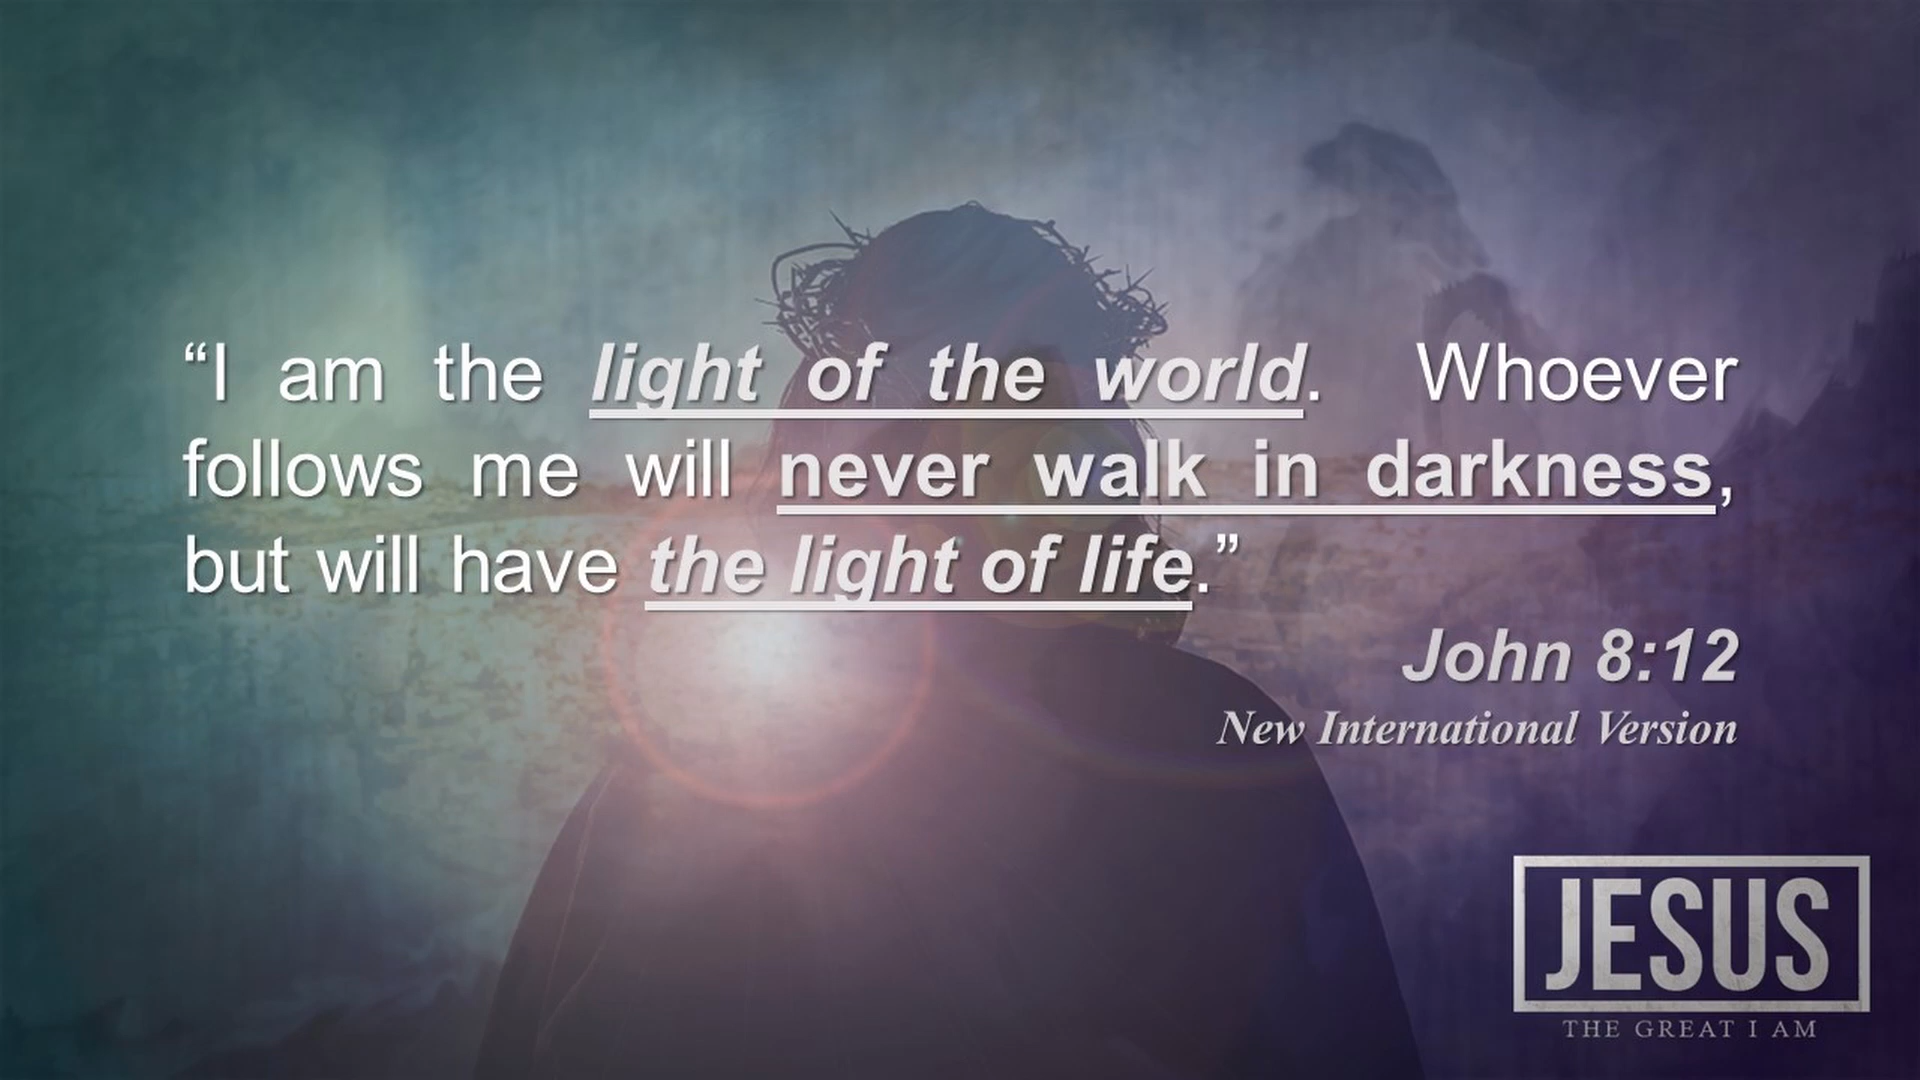 “I am the light of the world. Whoever
follows me will never walk in darkness,
but will have the light of life.”
John 8:12
New International Version
JESUS
THE GREAT I AM